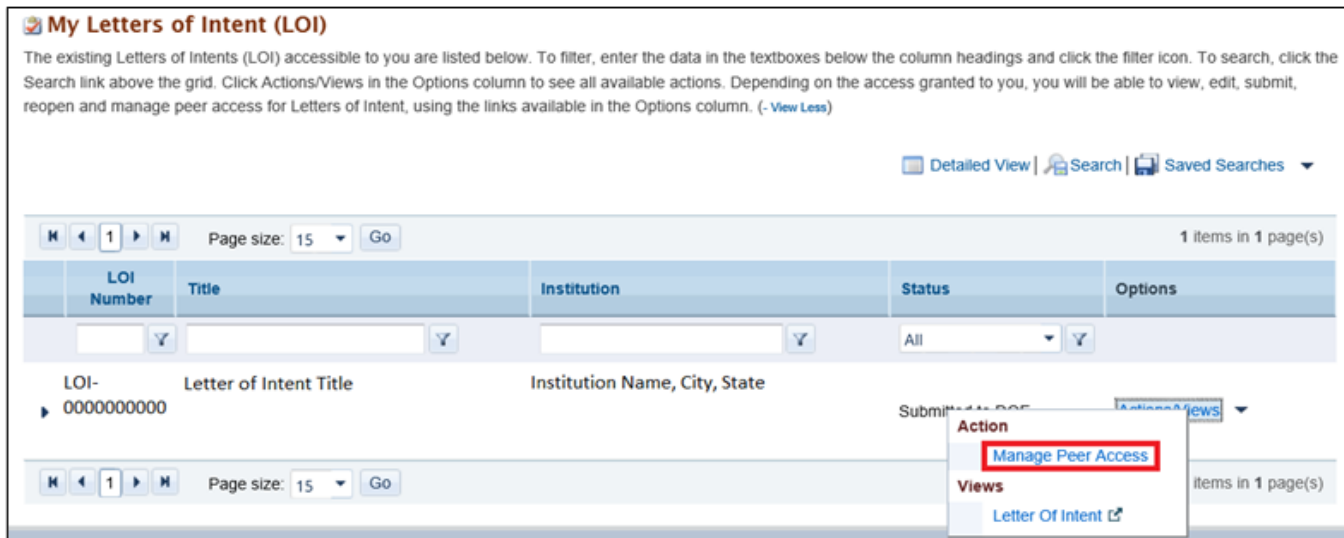 My Letters of Intent (LOI)
The existing Letters of Intents (LOI) accessible to you are listed below. To filter, enter the data in the textboxes below the column headings and click the filter icon. To search, click the
Search link above the grid. Click Actions/Views in the Options column to see all available actions. Depending on the access granted to you, you will be able to view, edit, submit,
reopen and manage peer access for Letters of Intent, using the links available in the Options column. (- View Less)
Detailed View | Search | Saved Searches
1 Page size: 15 Go 1 items in 1 page(s)
LOI Number Title Institution Status Options
All
LOI- Letter of Intent Title Institution Name, City, State
0000000000
Action
Manage Peer Access
Views
Letter Of Intent
1 Page size: 15 Go items in 1 page(s)